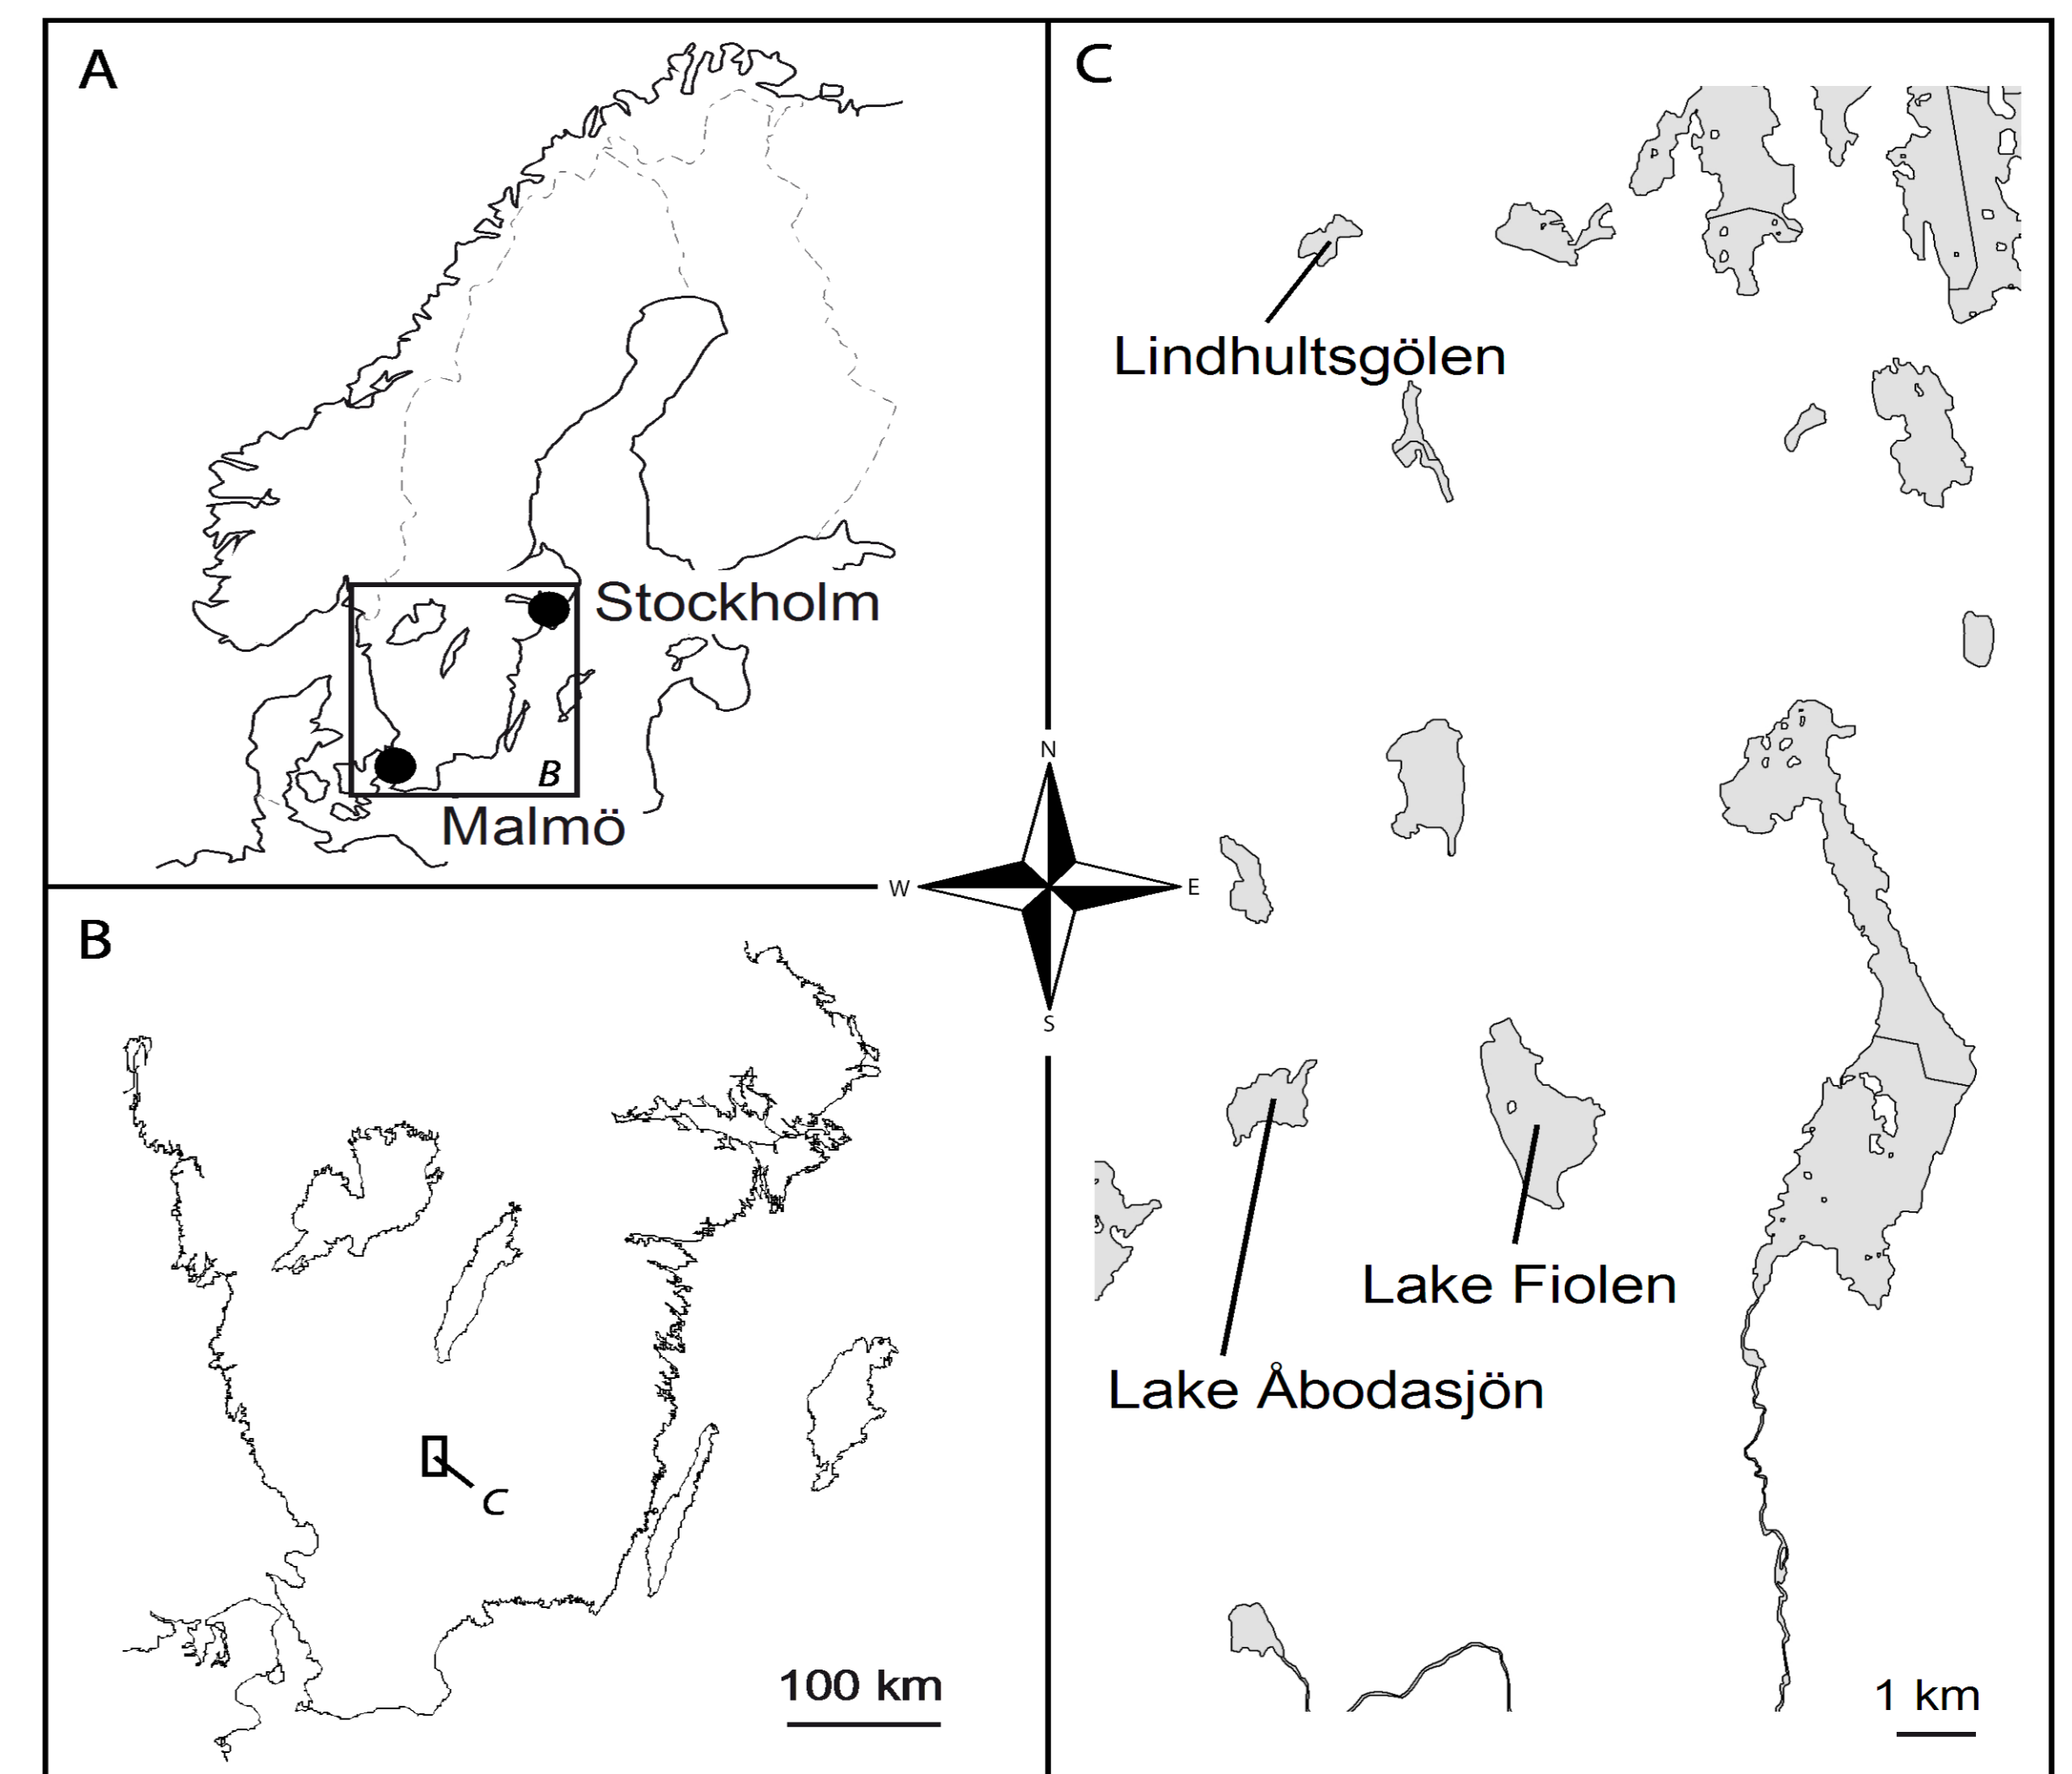 A
Stockholm
B
Malmö
N
W
E
S
B
C
100 km
C
Lindhultsgölen
Lake Fiolen
Lake Åbodasjön
1 km